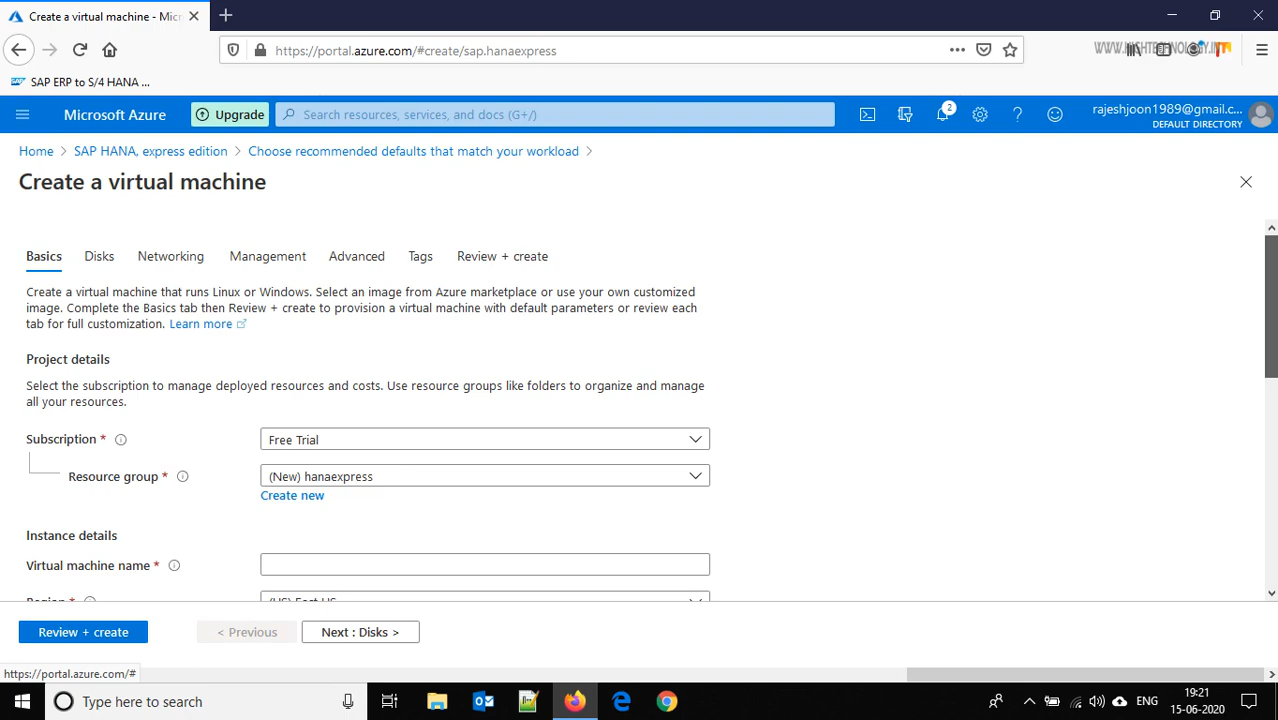 Create a virtual machine - Mic
https://portal.azure.com/#create/sap.hanaexpress
WWW.
SAP ERP to S/4 HANA ...
Microsoft Azure
Upgrade
Search resources, services, and docs (G+/)
2
rajeshjoon1989@gmail.c...
DEFAULT DIRECTORY
Home > SAP HANA, express edition > Choose recommended defaults that match your workload >
Create a virtual machine
Basics Disks Networking Management Advanced Tags Review + create
Create a virtual machine that runs Linux or Windows. Select an image from Azure marketplace or use your own customized
image. Complete the Basics tab then Review + create to provision a virtual machine with default parameters or review each
tab for full customization. Learn more
Project details
Select the subscription to manage deployed resources and costs. Use resource groups like folders to organize and manage
all your resources.
Subscription *
Free Trial
Resource group *
(New) hanaexpress
Create new
Instance details
Virtual machine name *
Region *
(US) East US
Review + create
< Previous
Next : Disks >
https://portal.azure.com/#
Type here to search
ENG
19:21
15-06-2020